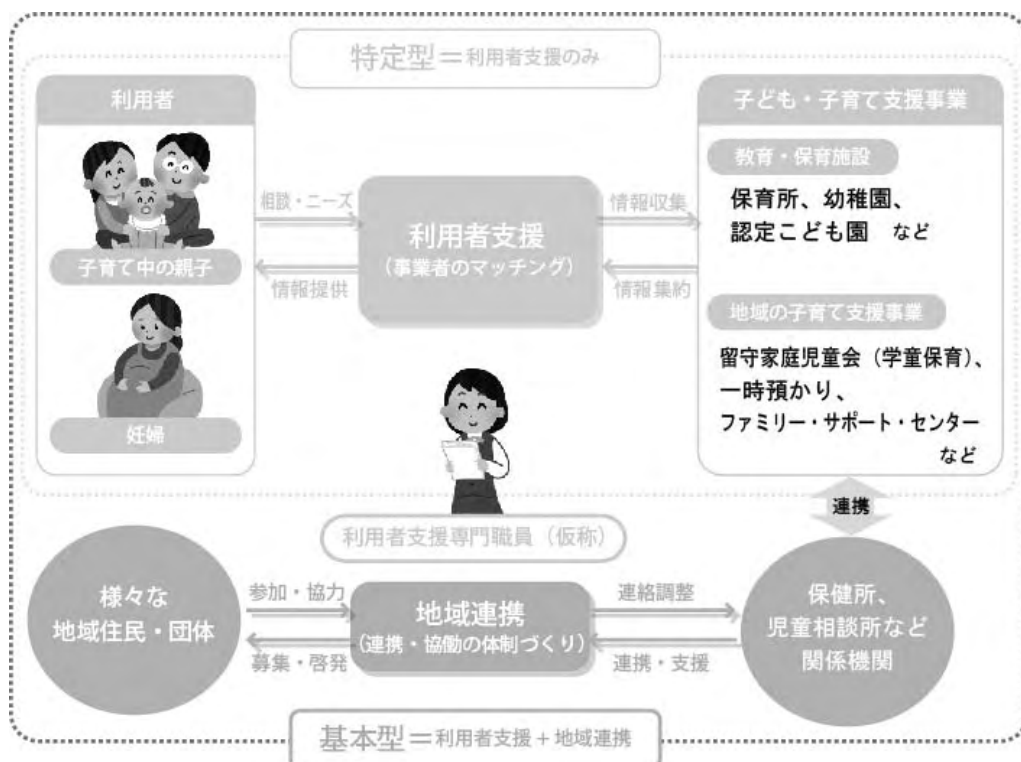 特定型＝利用者支援のみ
利用者
子育て中の親子
妊婦
相談・ニーズ
情報提供
利用者支援
（事業者のマッチング）
情報収集
情報集約
子ども・子育て支援事業
教育・保育施設
保育所、幼稚園、
認定こども園 など
地域の子育て支援事業
留守家庭児童会（学童保育）、
一時預かり、
ファミリー・サポート・センター
など
連携
利用者支援専門職員（仮称）
様々な
地域住民・団体
参加・協力
募集・啓発
地域連携
（連携・協働の体制づくり）
連絡調整
連携・支援
保健所、
児童相談所など
関係機関
基本型＝利用者支援＋地域連携